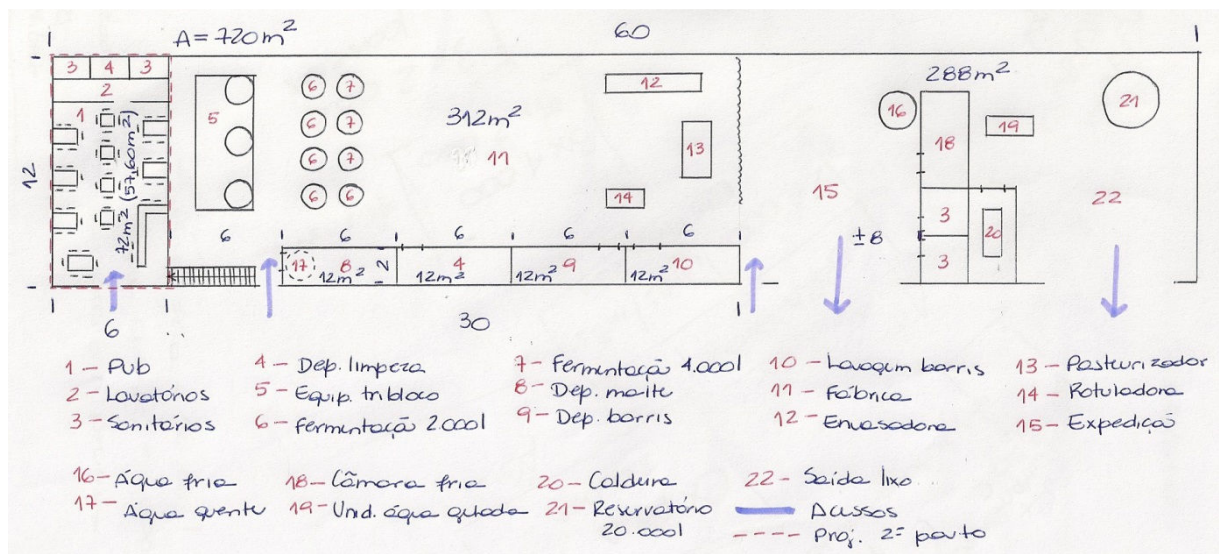 A = 720m²
60
3 4 3
2
1
72m² (57,60m²)
12
5
6 7
6 7
6 7
6 6
312m²
11
12
13
14
288m²
16
18
19
21
15
±8
3
20
3
22
6 6 6 6 6
17 8 2 4 9 10
12m² 12m² 12m² 12m²
6
30
1 - Pub
2 - Lavatórios
3 - Sanitários
4 - Dep. limpeza
5 - Equip. tribloco
6 - Fermentação 2.000l
7 - Fermentação 4.000l
8 - Dep. malte
9 - Dep. barris
10 - Lavagem barris
11 - Fábrica
12 - Envasadora
13 - Pasteurizador
14 - Rotuladora
15 - Expedição
16 - Água fria
17 - Água quente
18 - Câmara fria
19 - Unid. água gelada
20 - Caldeira
21 - Reservatório
20.000l
22 - Saída lixo
Acessos
Proj. 2º pavto